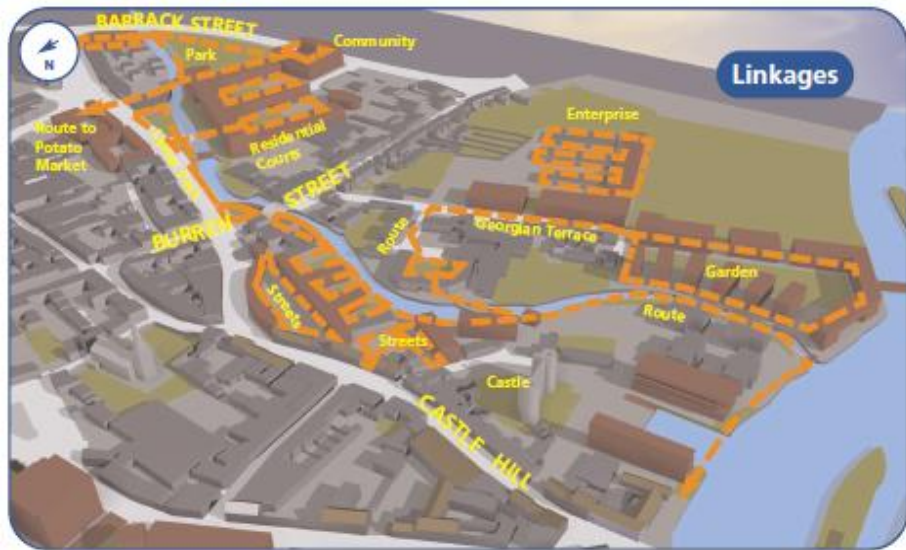 BARRACK STREET
N
Park
Community
Linkages
Route to
Potato
Market
Residential
Courts
Enterprise
BURREN STREET
Route
Georgian Terrace
Garden
Streets
Route
Streets
Castle
CASTLE HILL